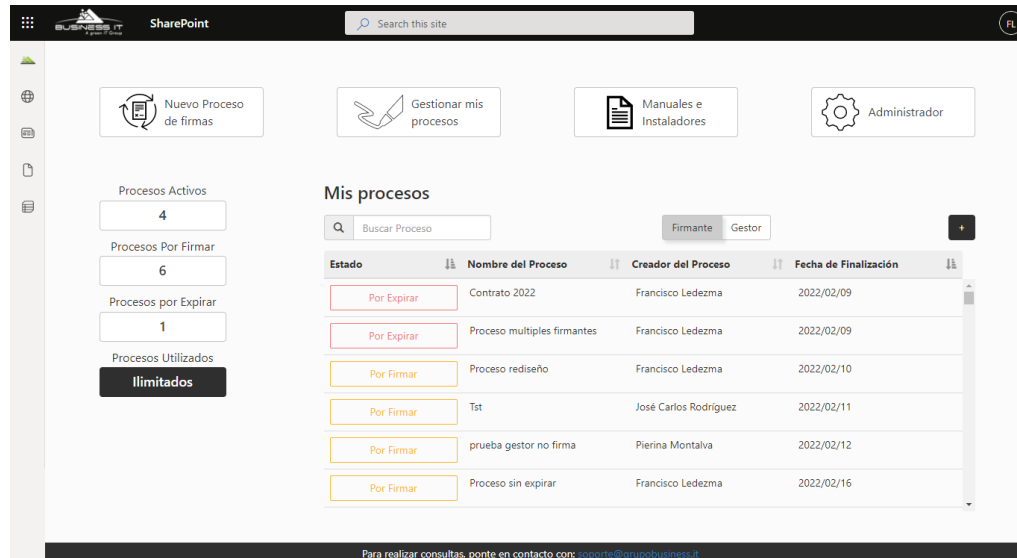 BUSINESS IT
A green IT Group
SharePoint
Search this site
FL
Nuevo Proceso
de firmas
Gestionar mis
procesos
Manuales e
Instaladores
Administrador
Procesos Activos
4
Procesos Por Firmar
6
Procesos por Expirar
1
Procesos Utilizados
Ilimitados
Mis procesos
Buscar Proceso
Firmante Gestor
+
Estado Nombre del Proceso Creador del Proceso Fecha de Finalización
Por Expirar Contrato 2022 Francisco Ledezma 2022/02/09
Por Expirar Proceso multiples firmantes Francisco Ledezma 2022/02/09
Por Firmar Proceso rediseño Francisco Ledezma 2022/02/10
Por Firmar Tst José Carlos Rodríguez 2022/02/11
Por Firmar prueba gestor no firma Pierina Montalva 2022/02/12
Por Firmar Proceso sin expirar Francisco Ledezma 2022/02/16
Para realizar consultas, ponte en contacto con: soporte@grupobusiness.it